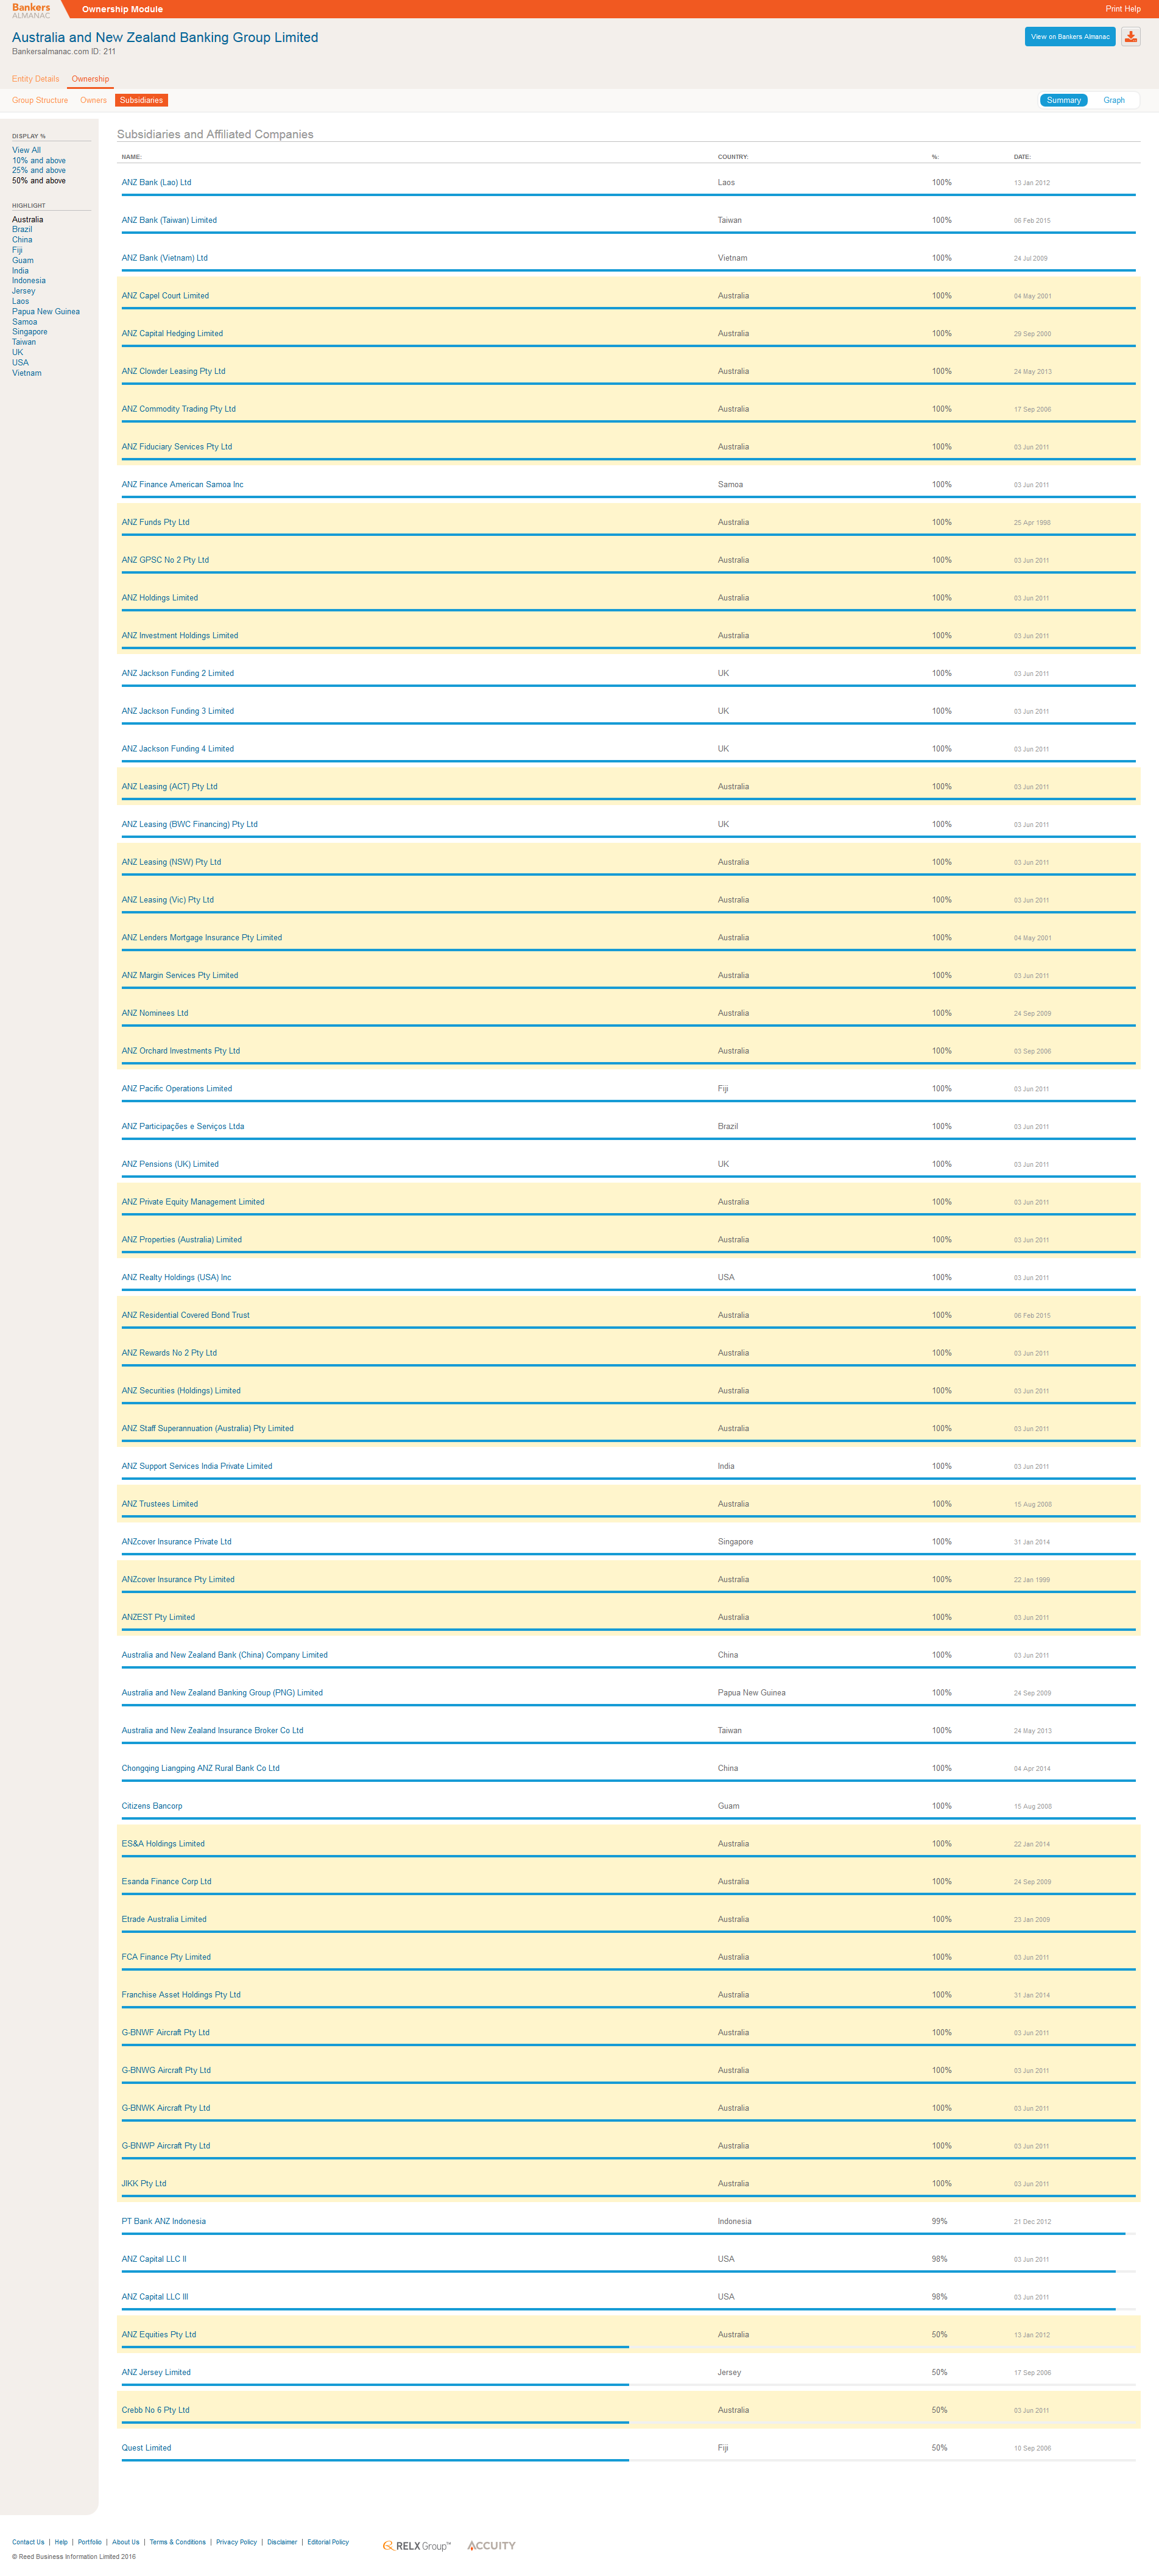 Bankers
ALMANAC
Ownership Module
Print Help
Australia and New Zealand Banking Group Limited
Bankersalmanac.com ID: 211
View on Bankers Almanac
Entity Details Ownership
Group Structure Owners Subsidiaries
Summary Graph
DISPLAY %
View All
10% and above
25% and above
50% and above
HIGHLIGHT
Australia
Brazil
China
Fiji
Guam
India
Indonesia
Jersey
Laos
Papua New Guinea
Samoa
Singapore
Taiwan
UK
USA
Vietnam
Subsidiaries and Affiliated Companies
NAME: COUNTRY: %: DATE:
ANZ Bank (Lao) Ltd Laos 100% 13 Jan 2012
ANZ Bank (Taiwan) Limited Taiwan 100% 06 Feb 2015
ANZ Bank (Vietnam) Ltd Vietnam 100% 24 Jul 2009
ANZ Capel Court Limited Australia 100% 04 May 2001
ANZ Capital Hedging Limited Australia 100% 29 Sep 2000
ANZ Clowder Leasing Pty Ltd Australia 100% 24 May 2013
ANZ Commodity Trading Pty Ltd Australia 100% 17 Sep 2006
ANZ Fiduciary Services Pty Ltd Australia 100% 03 Jun 2011
ANZ Finance American Samoa Inc Samoa 100% 03 Jun 2011
ANZ Funds Pty Ltd Australia 100% 25 Apr 1998
ANZ GPSC No 2 Pty Ltd Australia 100% 03 Jun 2011
ANZ Holdings Limited Australia 100% 03 Jun 2011
ANZ Investment Holdings Limited Australia 100% 03 Jun 2011
ANZ Jackson Funding 2 Limited UK 100% 03 Jun 2011
ANZ Jackson Funding 3 Limited UK 100% 03 Jun 2011
ANZ Jackson Funding 4 Limited UK 100% 03 Jun 2011
ANZ Leasing (ACT) Pty Ltd Australia 100% 03 Jun 2011
ANZ Leasing (BWC Financing) Pty Ltd UK 100% 03 Jun 2011
ANZ Leasing (NSW) Pty Ltd Australia 100% 03 Jun 2011
ANZ Leasing (Vic) Pty Ltd Australia 100% 03 Jun 2011
ANZ Lenders Mortgage Insurance Pty Limited Australia 100% 04 May 2001
ANZ Margin Services Pty Limited Australia 100% 03 Jun 2011
ANZ Nominees Ltd Australia 100% 24 Sep 2009
ANZ Orchard Investments Pty Ltd Australia 100% 03 Sep 2006
ANZ Pacific Operations Limited Fiji 100% 03 Jun 2011
ANZ Participações e Serviços Ltda Brazil 100% 03 Jun 2011
ANZ Pensions (UK) Limited UK 100% 03 Jun 2011
ANZ Private Equity Management Limited Australia 100% 03 Jun 2011
ANZ Properties (Australia) Limited Australia 100% 03 Jun 2011
ANZ Realty Holdings (USA) Inc USA 100% 03 Jun 2011
ANZ Residential Covered Bond Trust Australia 100% 06 Feb 2015
ANZ Rewards No 2 Pty Ltd Australia 100% 03 Jun 2011
ANZ Securities (Holdings) Limited Australia 100% 03 Jun 2011
ANZ Staff Superannuation (Australia) Pty Limited Australia 100% 03 Jun 2011
ANZ Support Services India Private Limited India 100% 03 Jun 2011
ANZ Trustees Limited Australia 100% 15 Aug 2008
ANZcover Insurance Private Ltd Singapore 100% 31 Jan 2014
ANZcover Insurance Pty Limited Australia 100% 22 Jan 1999
ANZEST Pty Limited Australia 100% 03 Jun 2011
Australia and New Zealand Bank (China) Company Limited China 100% 03 Jun 2011
Australia and New Zealand Banking Group (PNG) Limited Papua New Guinea 100% 24 Sep 2009
Australia and New Zealand Insurance Broker Co Ltd Taiwan 100% 24 May 2013
Chongqing Liangping ANZ Rural Bank Co Ltd China 100% 04 Apr 2014
Citizens Bancorp Guam 100% 15 Aug 2008
ES&A Holdings Limited Australia 100% 22 Jan 2014
Esanda Finance Corp Ltd Australia 100% 24 Sep 2009
Etrade Australia Limited Australia 100% 23 Jan 2009
FCA Finance Pty Limited Australia 100% 03 Jun 2011
Franchise Asset Holdings Pty Ltd Australia 100% 31 Jan 2014
G-BNWF Aircraft Pty Ltd Australia 100% 03 Jun 2011
G-BNWG Aircraft Pty Ltd Australia 100% 03 Jun 2011
G-BNWK Aircraft Pty Ltd Australia 100% 03 Jun 2011
G-BNWP Aircraft Pty Ltd Australia 100% 03 Jun 2011
JIKK Pty Ltd Australia 100% 03 Jun 2011
PT Bank ANZ Indonesia Indonesia 99% 21 Dec 2012
ANZ Capital LLC II USA 98% 03 Jun 2011
ANZ Capital LLC III USA 98% 03 Jun 2011
ANZ Equities Pty Ltd Australia 50% 13 Jan 2012
ANZ Jersey Limited Jersey 50% 17 Sep 2006
Crebb No 6 Pty Ltd Australia 50% 03 Jun 2011
Quest Limited Fiji 50% 10 Sep 2006
Contact Us | Help | Portfolio | About Us | Terms & Conditions | Privacy Policy | Disclaimer | Editorial Policy
RELX Group™ ACCUITY
© Reed Business Information Limited 2016